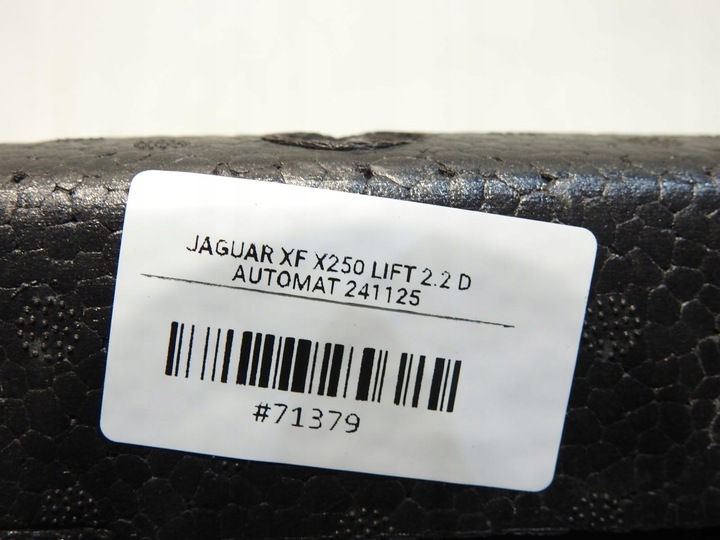 JAGUAR XF X250 LIFT 2.2 D
AUTOMAT 241125
#71379